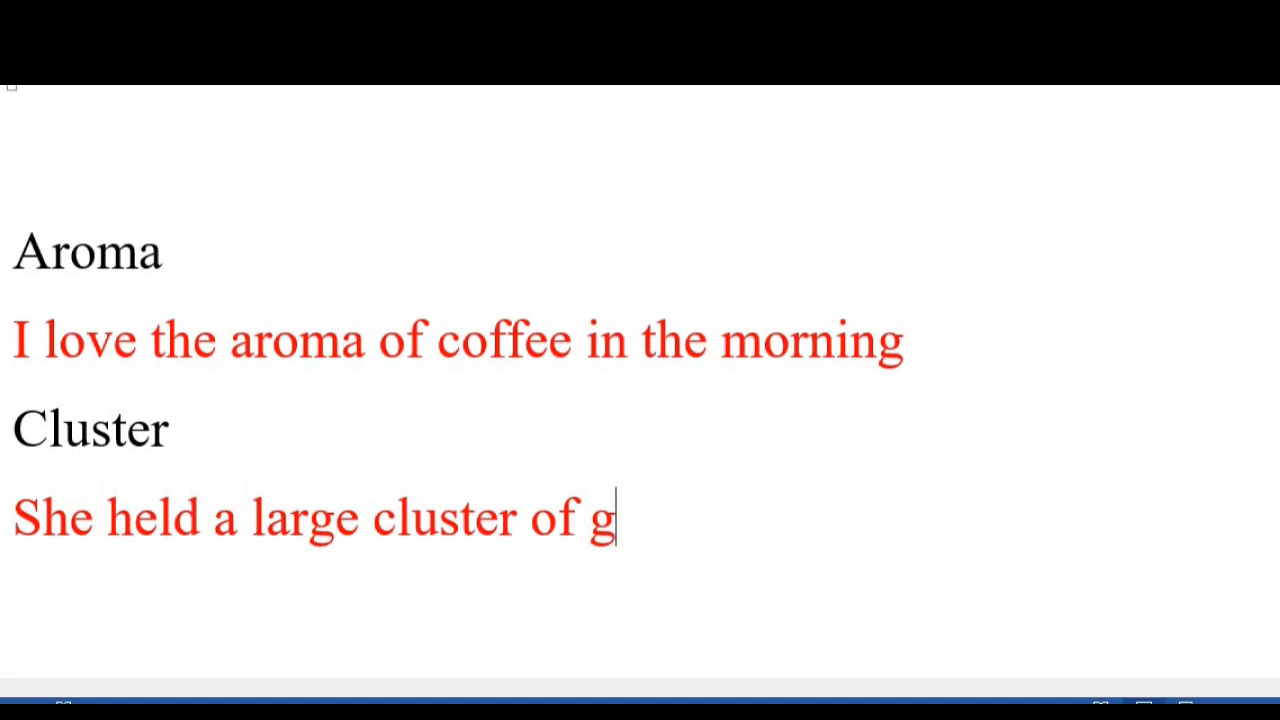 Aroma
I love the aroma of coffee in the morning
Cluster
She held a large cluster of g